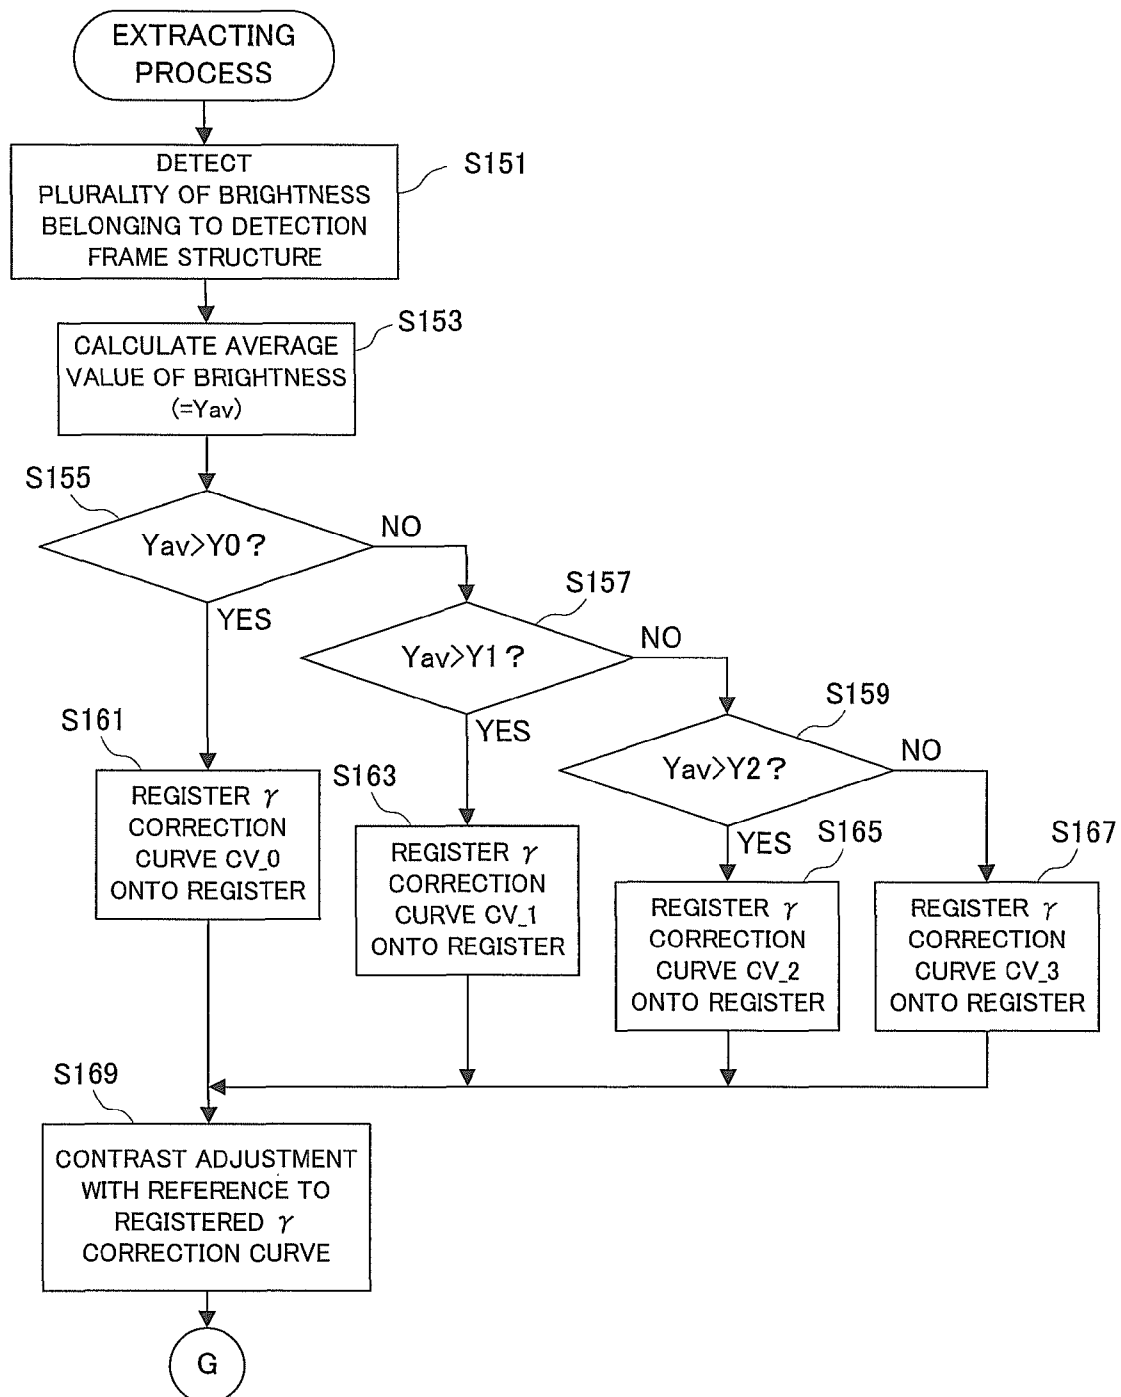 EXTRACTING
PROCESS
S151
DETECT
PLURALITY OF BRIGHTNESS
BELONGING TO DETECTION
FRAME STRUCTURE
S153
CALCULATE AVERAGE
VALUE OF BRIGHTNESS
(=Yav)
S155
Yav>Y0?
NO
YES
S157
Yav>Y1?
NO
YES
S159
Yav>Y2?
NO
YES
S161
REGISTER γ
CORRECTION
CURVE CV_0
ONTO REGISTER
S163
REGISTER γ
CORRECTION
CURVE CV_1
ONTO REGISTER
S165
REGISTER γ
CORRECTION
CURVE CV_2
ONTO REGISTER
S167
REGISTER γ
CORRECTION
CURVE CV_3
ONTO REGISTER
S169
CONTRAST ADJUSTMENT
WITH REFERENCE TO
REGISTERED γ
CORRECTION CURVE
G